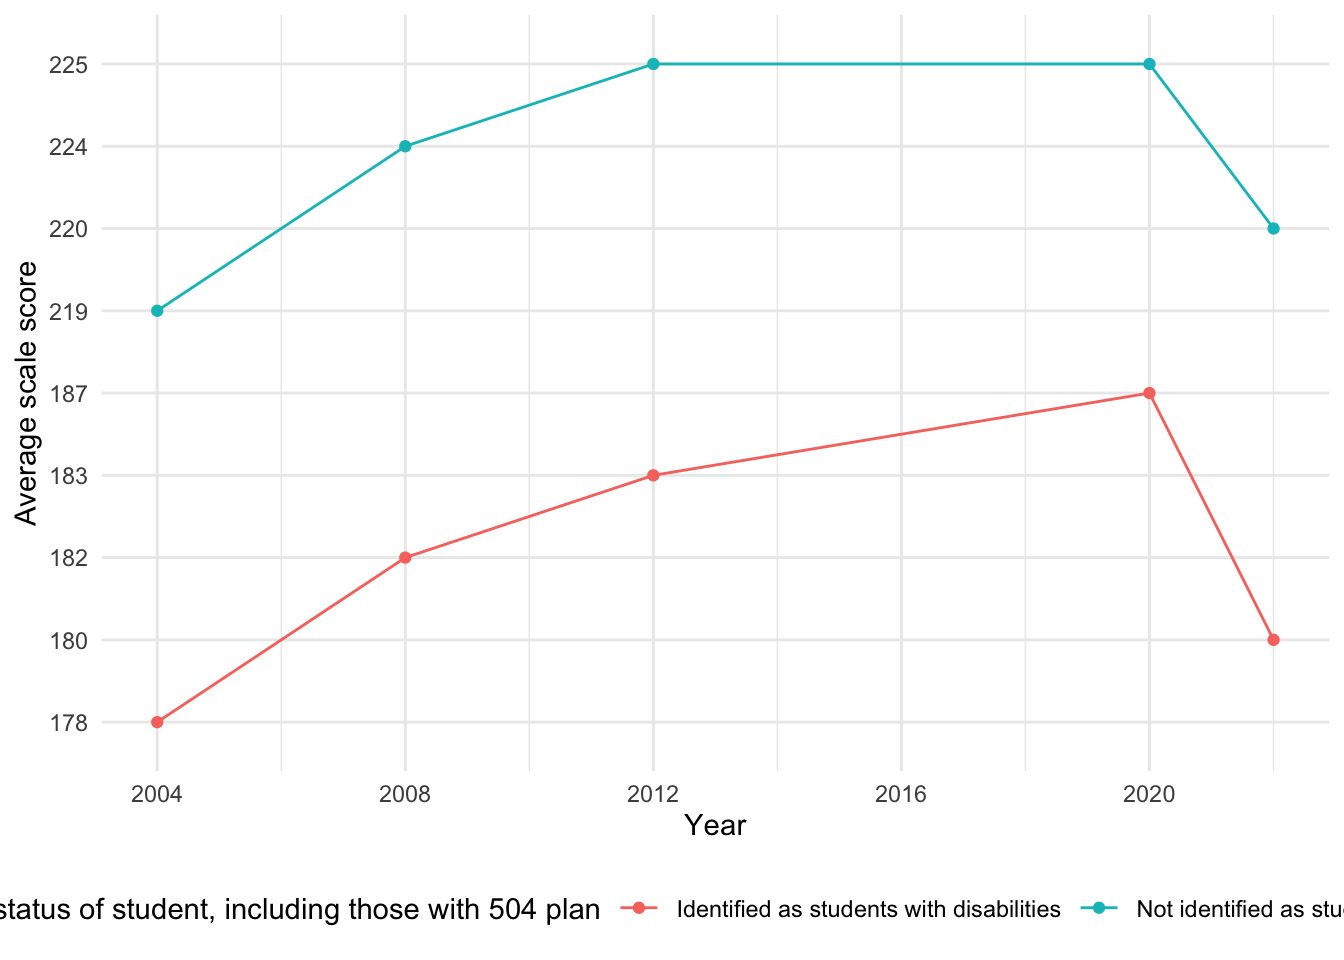 225
224
220
219
187
183
182
180
178
Average scale score
2004 2008 2012 2016 2020
Year
status of student, including those with 504 plan Identified as students with disabilities Not identified as stu